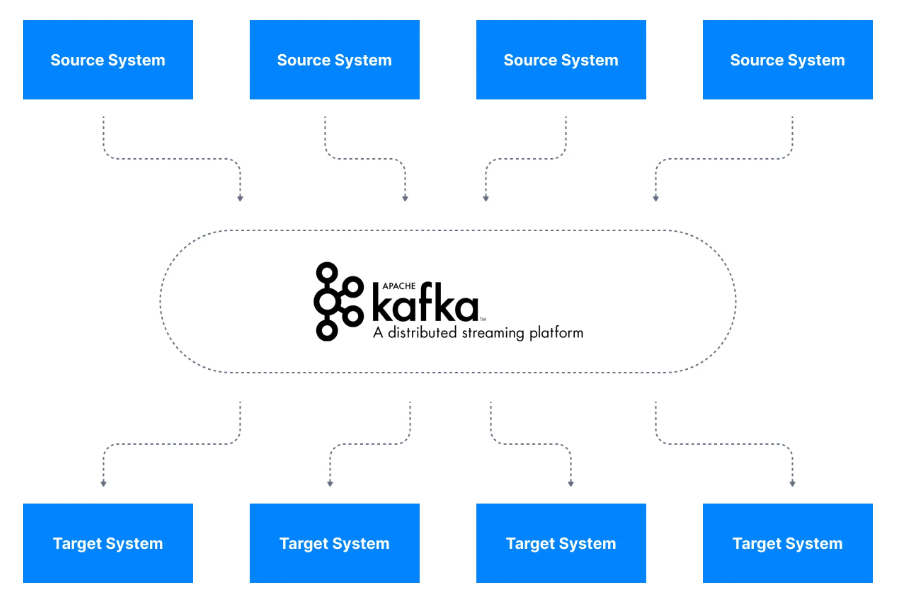 Source System
Source System
Source System
Source System
APACHE
kafka™
A distributed streaming platform
Target System
Target System
Target System
Target System